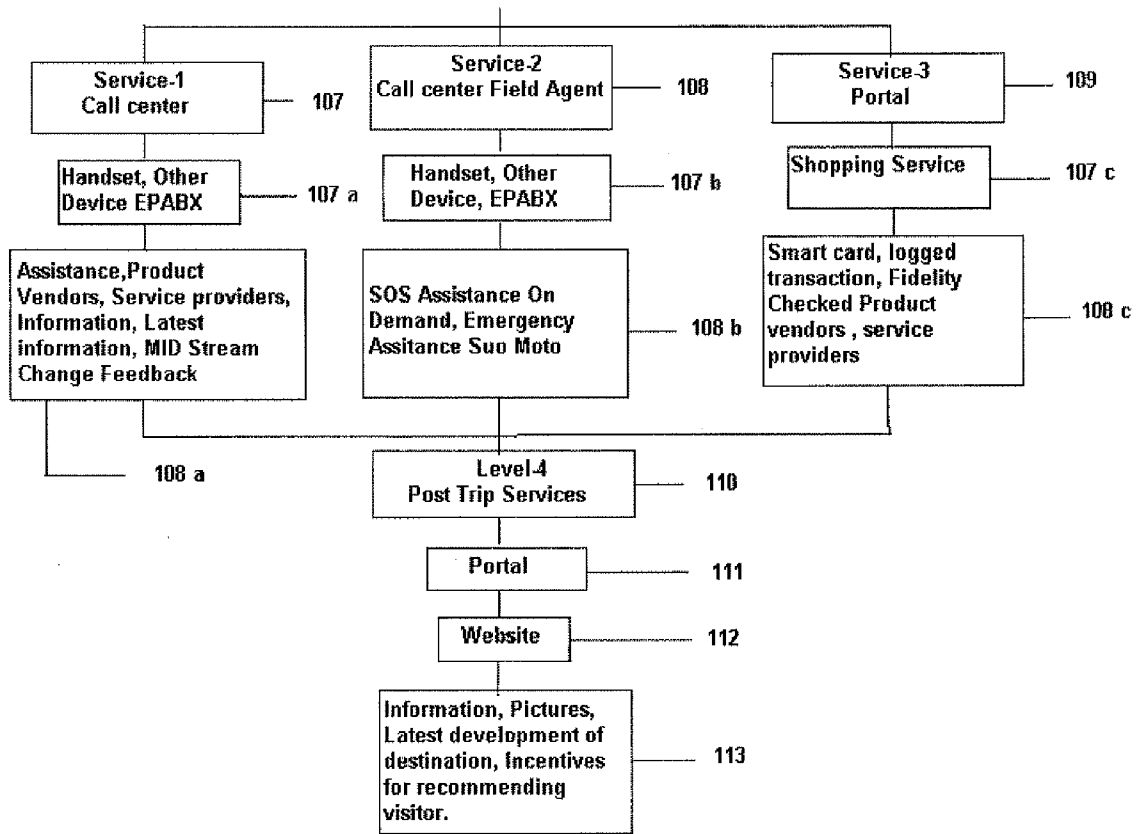 Service-1
Call center
107
Service-2
Call center Field Agent
108
Service-3
Portal
109
Handset, Other
Device EPABX
107 a
Handset, Other
Device, EPABX
107 b
Shopping Service
107 c
Assistance,Product
Vendors, Service providers,
Information, Latest
information, MID Stream
Change Feedback
108 a
SOS Assistance On
Demand, Emergency
Assitance Suo Moto
108 b
Smart card, logged
transaction, Fidelity
Checked Product
vendors , service
providers
108 c
Level-4
Post Trip Services
110
Portal
111
Website
112
Information, Pictures,
Latest development of
destination, Incentives
for recommending
visitor.
113